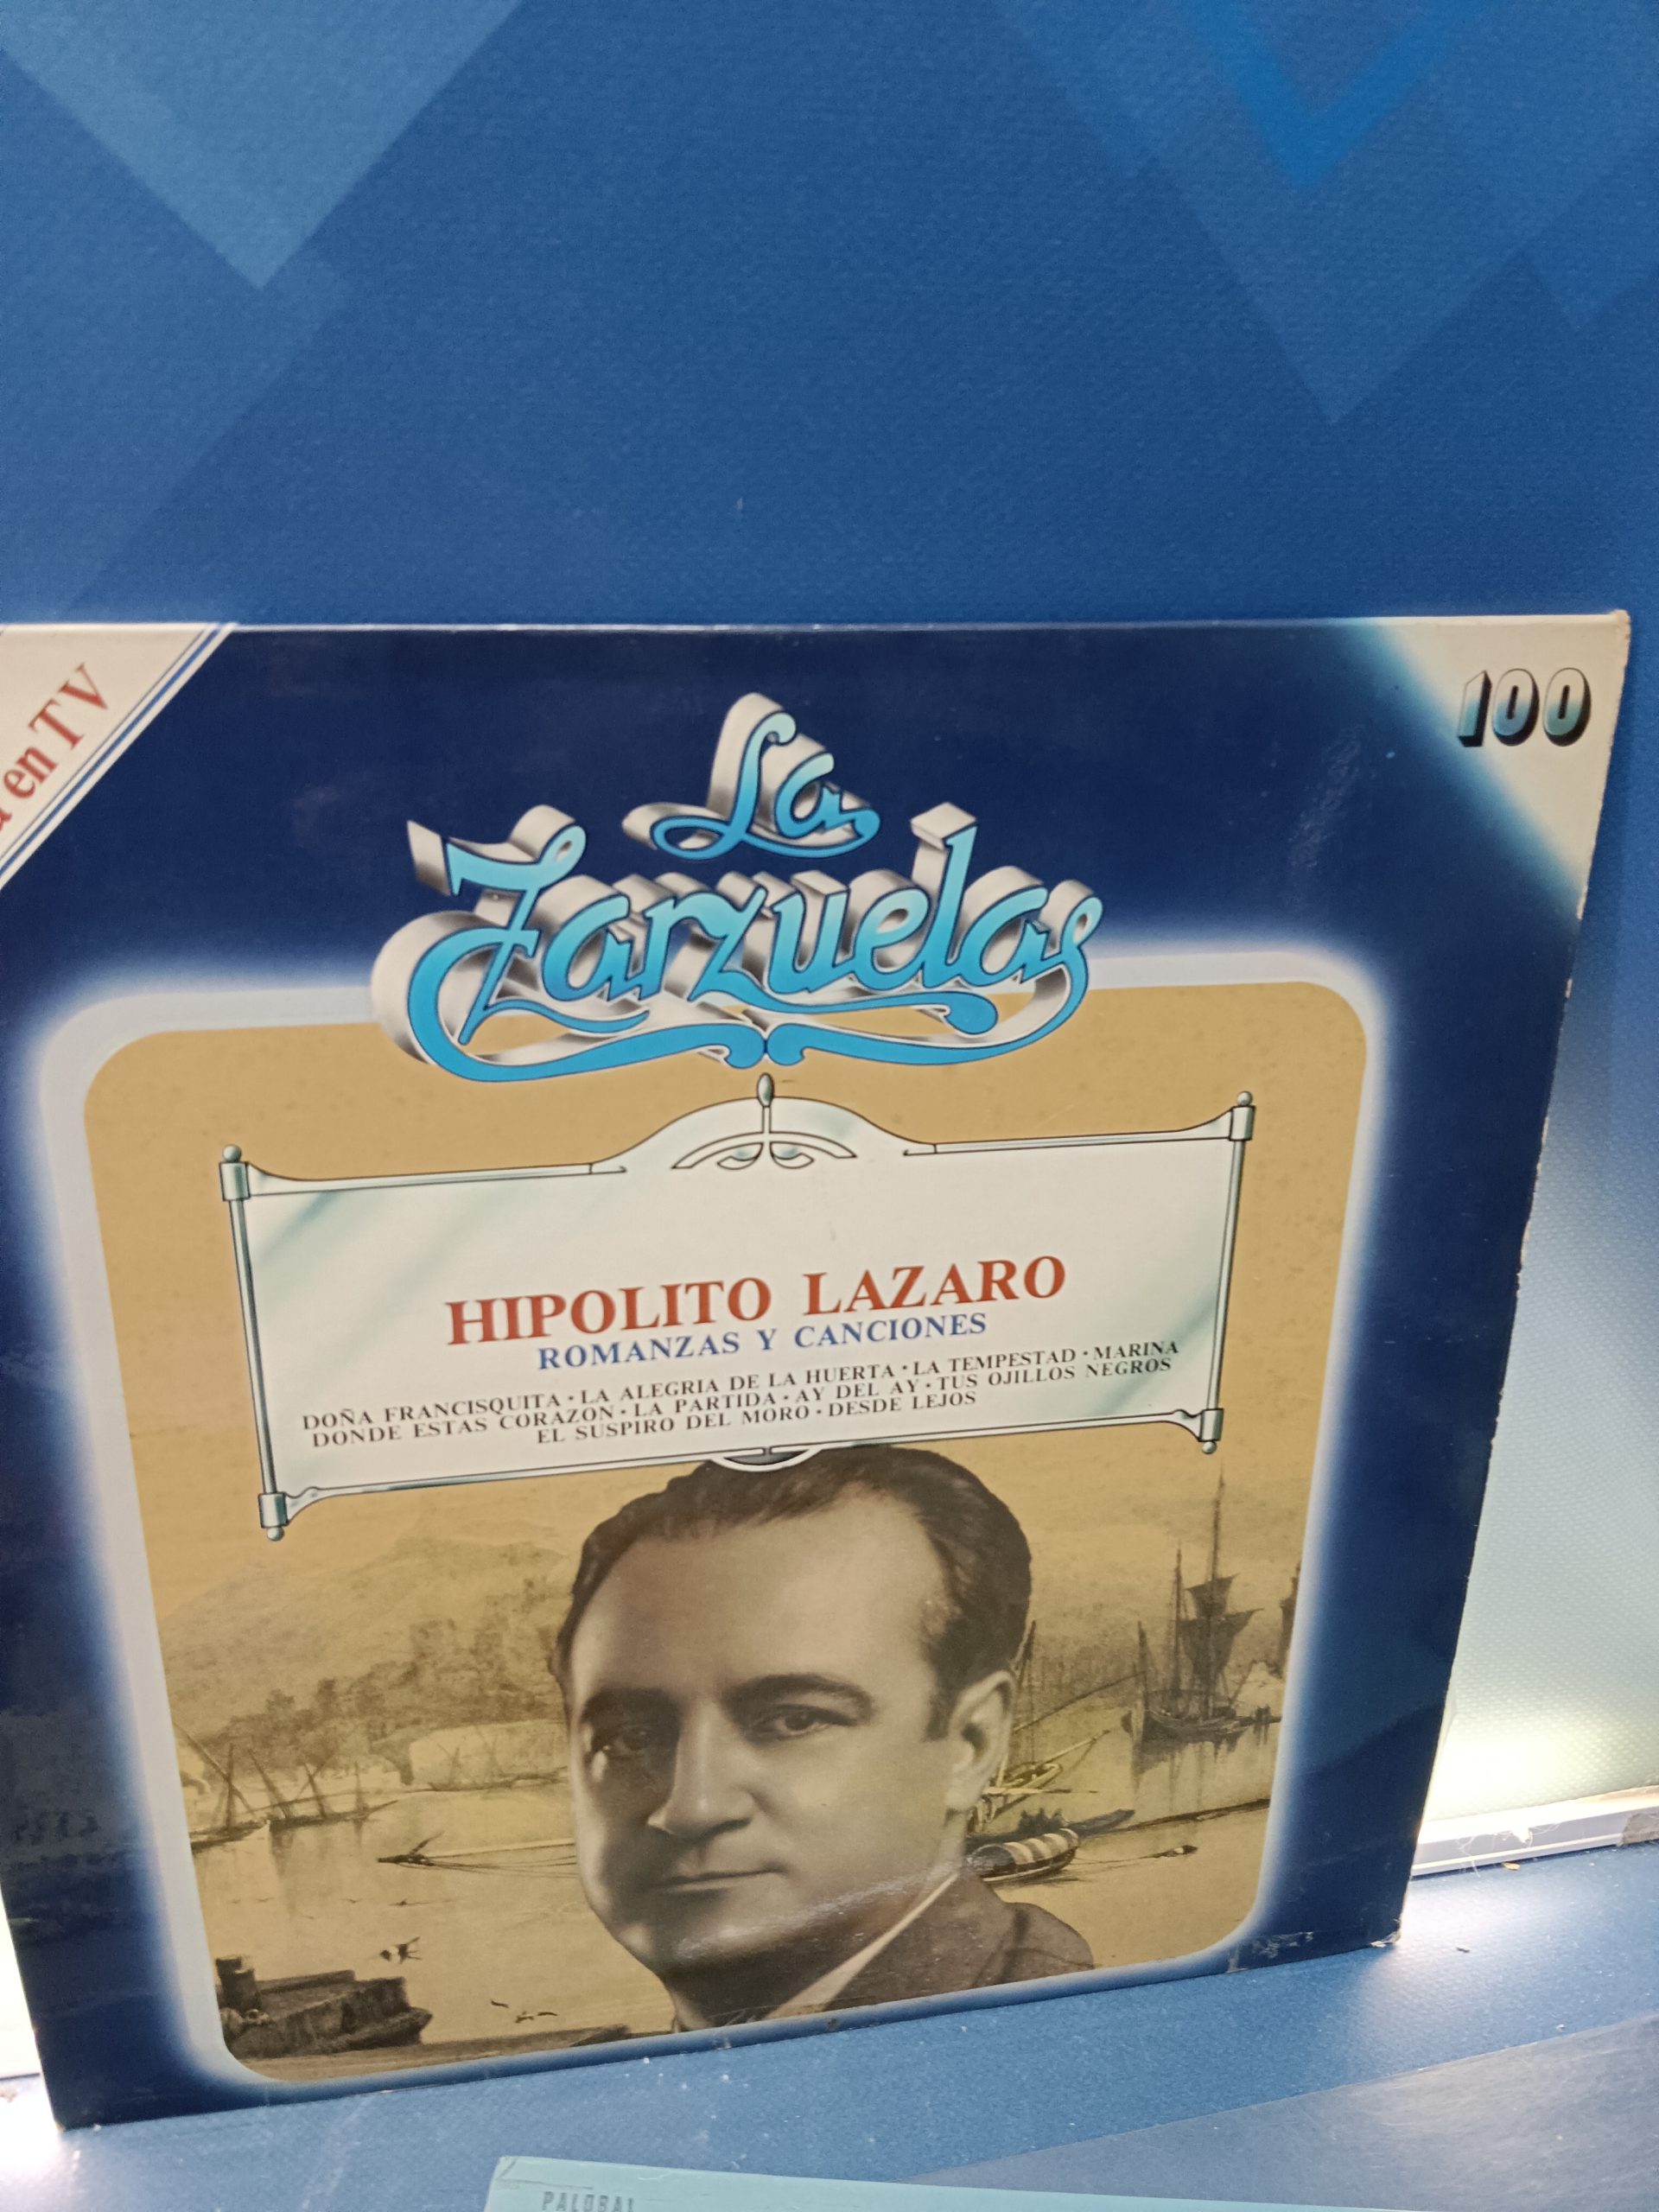 en TV
100
La
Zarzuela
HIPOLITO LAZARO
ROMANZAS Y CANCIONES
DOÑA FRANCISQUITA · LA ALEGRIA DE LA HUERTA · LA TEMPESTAD · MARINA
DONDE ESTAS CORAZON · LA PARTIDA · AY DEL AY · TUS OJILLOS NEGROS
EL SUSPIRO DEL MORO · DESDE LEJOS